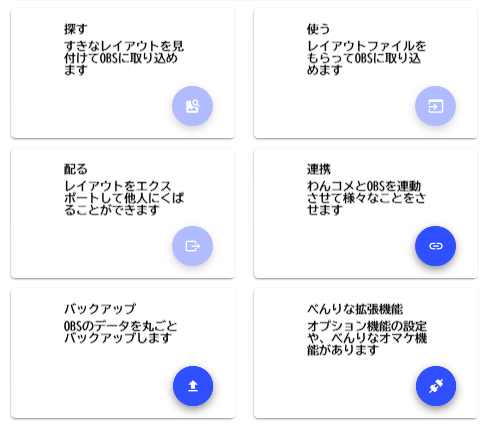 探す
すきなレイアウトを見
付けてOBSに取り込め
ます
使う
レイアウトファイルを
もらってOBSに取り込
めます
配る
レイアウトをエクス
ポートして他人にくば
ることができます
連携
わんコメとOBSを連動
させて様々なことをさ
せます
バックアップ
OBSのデータを丸ごと
バックアップします
べんりな拡張機能
オプション機能の設定
や、べんりなオマケ機
能があります